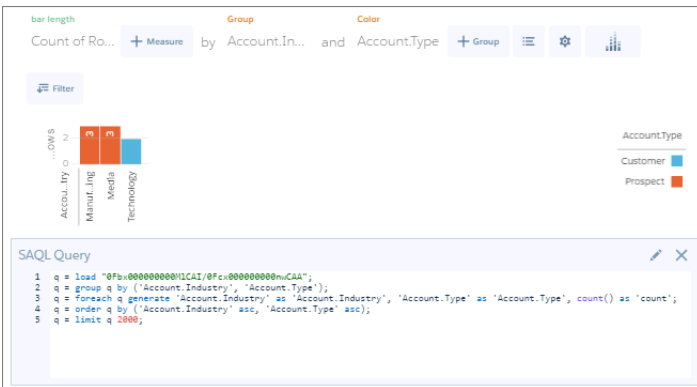 bar length
Group
Color
Count of Ro... + Measure by Account.In... and Account.Type + Group
Filter
...ows
2
0
3
3
Accou...try
Manuf...ing
Media
Technology
Account.Type
Customer
Prospect
SAQL Query
1 q = load "0Fbx000000000M1CAI/0Fcx000000000nwCAA";
2 q = group q by ('Account.Industry', 'Account.Type');
3 q = foreach q generate 'Account.Industry' as 'Account.Industry', 'Account.Type' as 'Account.Type', count() as 'count';
4 q = order q by ('Account.Industry' asc, 'Account.Type' asc);
5 q = limit q 2000;